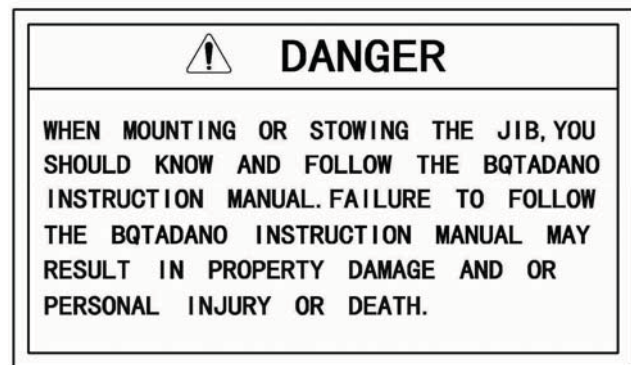 DANGER
WHEN MOUNTING OR STOWING THE JIB,YOU
SHOULD KNOW AND FOLLOW THE BQTADANO
INSTRUCTION MANUAL.FAILURE TO FOLLOW
THE BQTADANO INSTRUCTION MANUAL MAY
RESULT IN PROPERTY DAMAGE AND OR
PERSONAL INJURY OR DEATH.